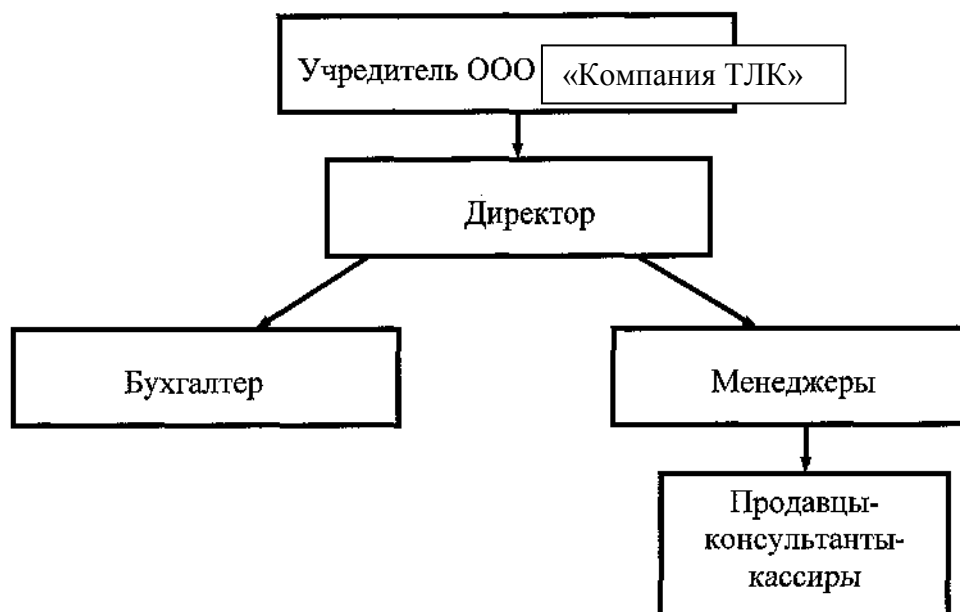 Учредитель ООО «Компания ТЛК»
Директор
Бухгалтер
Менеджеры
Продавцы-
консультанты-
кассиры